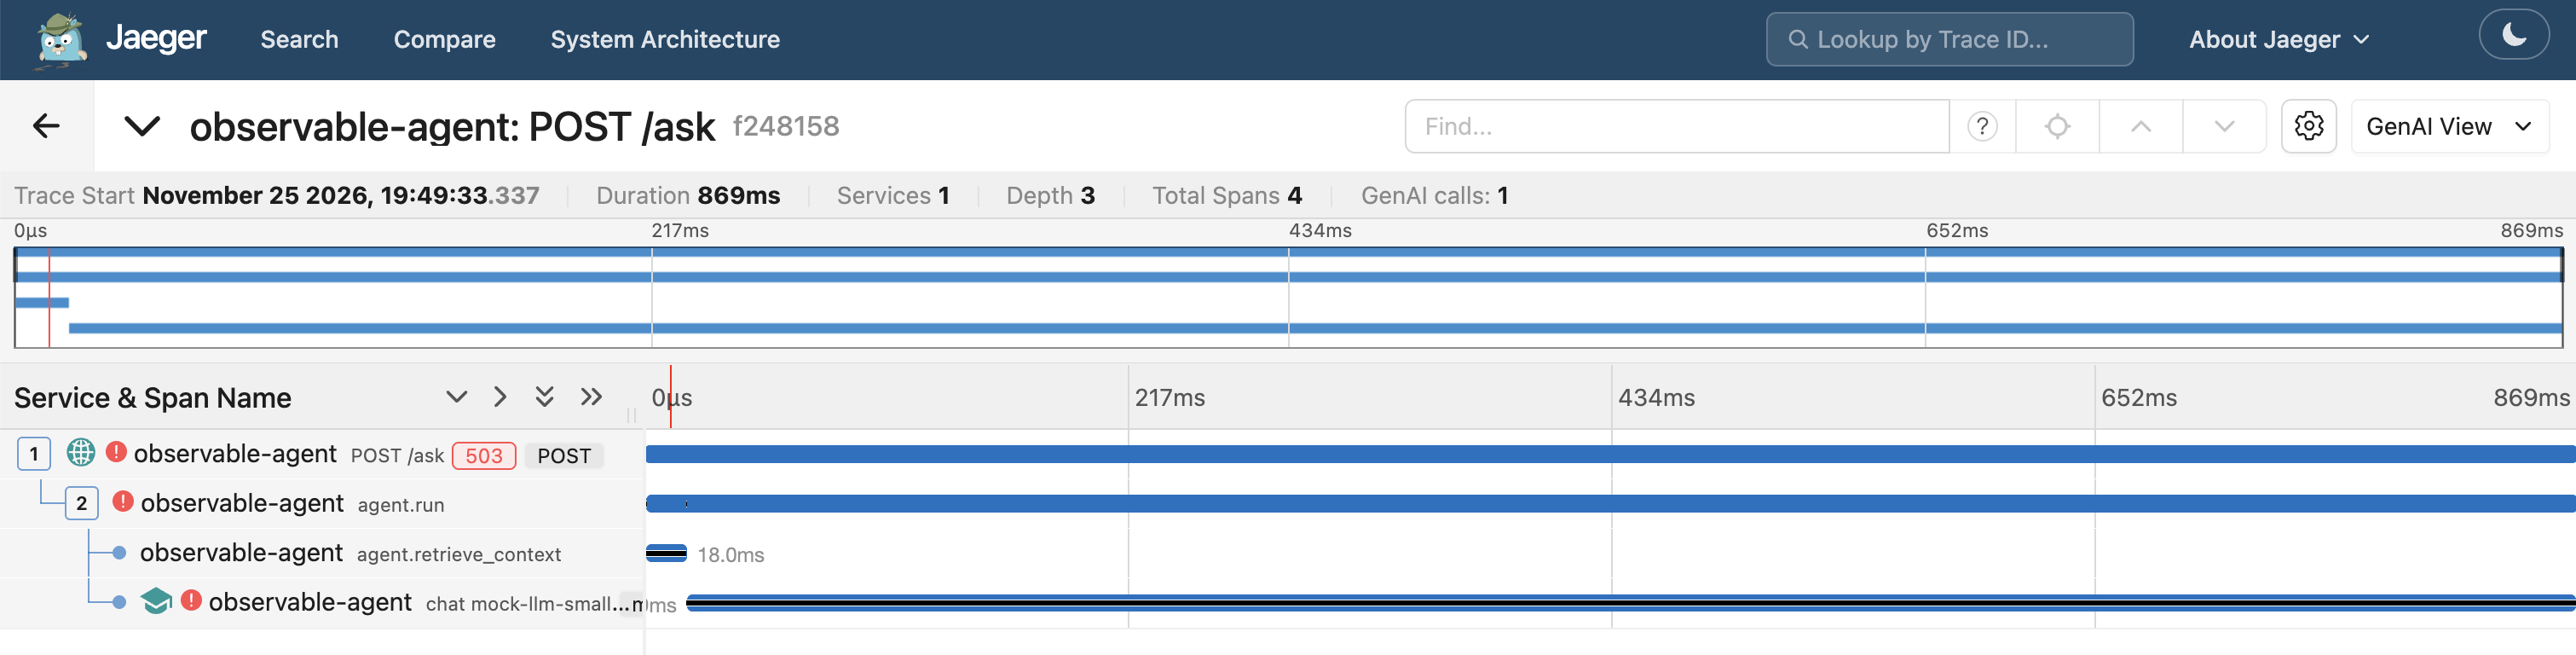 Jaeger Search Compare System Architecture Lookup by Trace ID... About Jaeger
observable-agent: POST /ask f248158 Find... ? GenAI View
Trace Start November 25 2026, 19:49:33.337 Duration 869ms Services 1 Depth 3 Total Spans 4 GenAI calls: 1
0μs 217ms 434ms 652ms 869ms
Service & Span Name 0μs 217ms 434ms 652ms 869ms
1 ! observable-agent POST /ask 503 POST
2 ! observable-agent agent.run
observable-agent agent.retrieve_context 18.0ms
! observable-agent chat mock-llm-small...